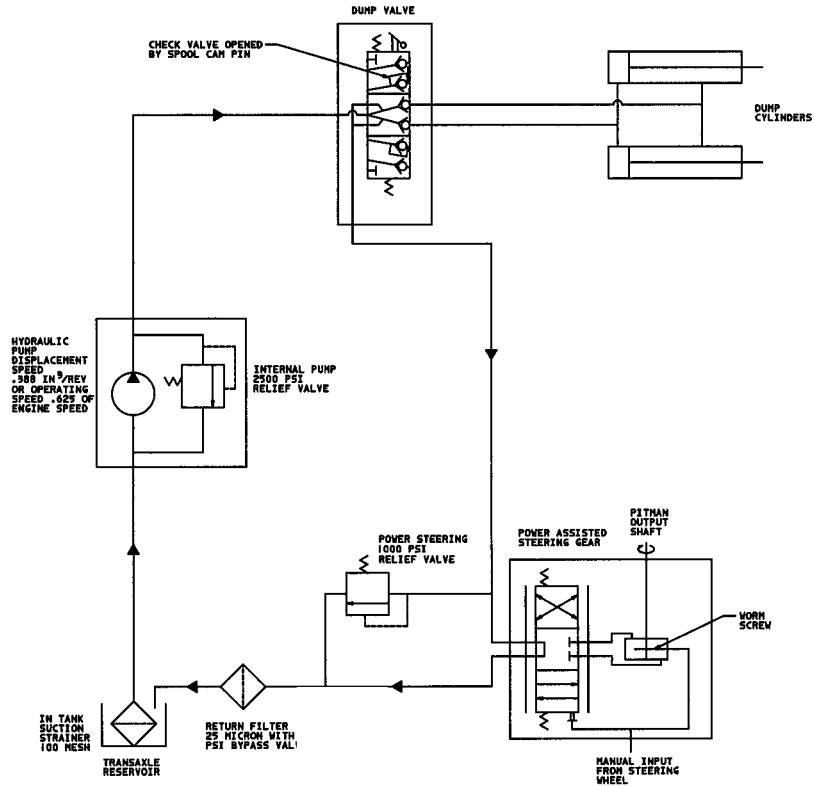 DUMP VALVE
CHECK VALVE OPENED
BY SPOOL CAM PIN
DUMP
CYLINDERS
HYDRAULIC
PUMP
DISPLACEMENT
SPEED
.388 IN³/REV
OR OPERATING
SPEED .625 OF
ENGINE SPEED
INTERNAL PUMP
2500 PSI
RELIEF VALVE
POWER STEERING
1000 PSI
RELIEF VALVE
POWER ASSISTED
STEERING GEAR
PITMAN
OUTPUT
SHAFT
WORM
SCREW
IN TANK
SUCTION
STRAINER
100 MESH
TRANSAXLE
RESERVOIR
RETURN FILTER
25 MICRON WITH
PSI BYPASS VAL
MANUAL INPUT
FROM STEERING
WHEEL